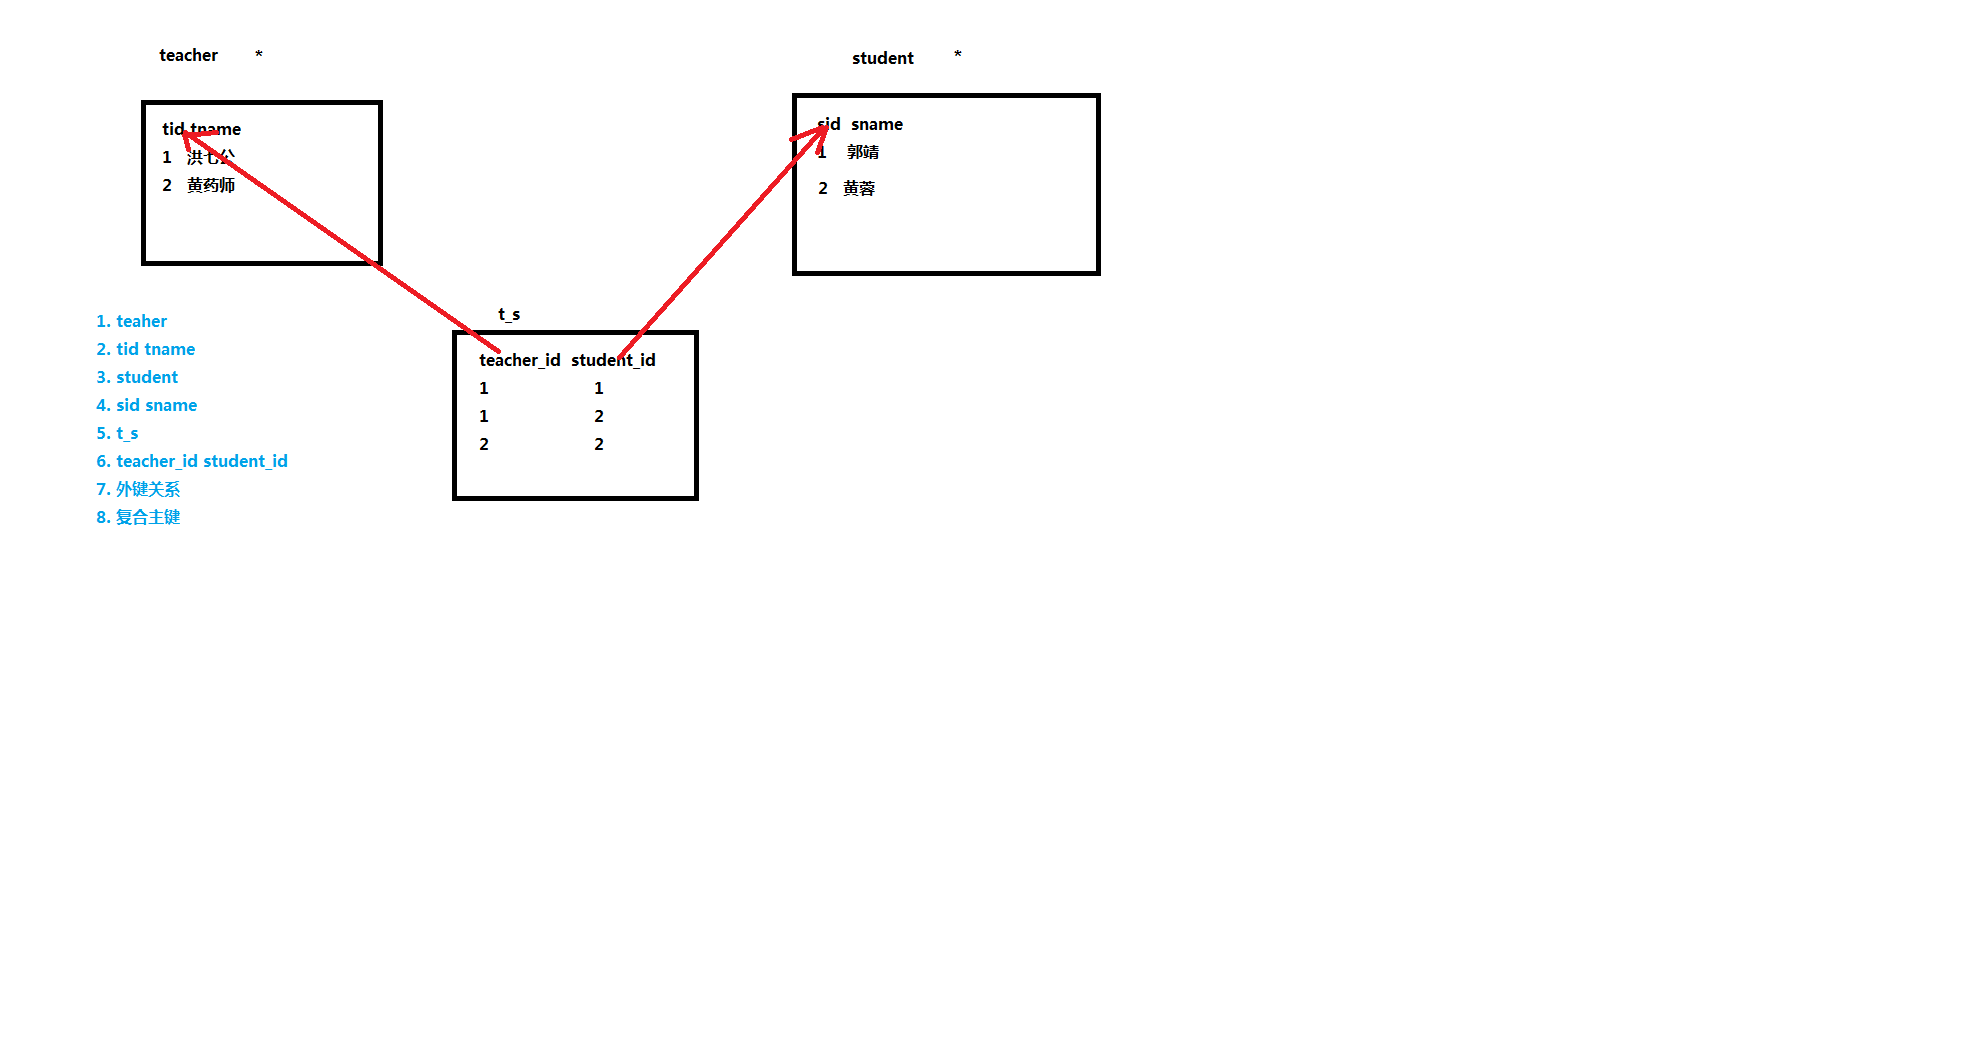 teacher *
tid tname
1 洪七公
2 黄药师
student *
sid sname
1 郭靖
2 黄蓉
t_s
teacher_id student_id
1 1
1 2
2 2
1. teaher
2. tid tname
3. student
4. sid sname
5. t_s
6. teacher_id student_id
7. 外键关系
8. 复合主键